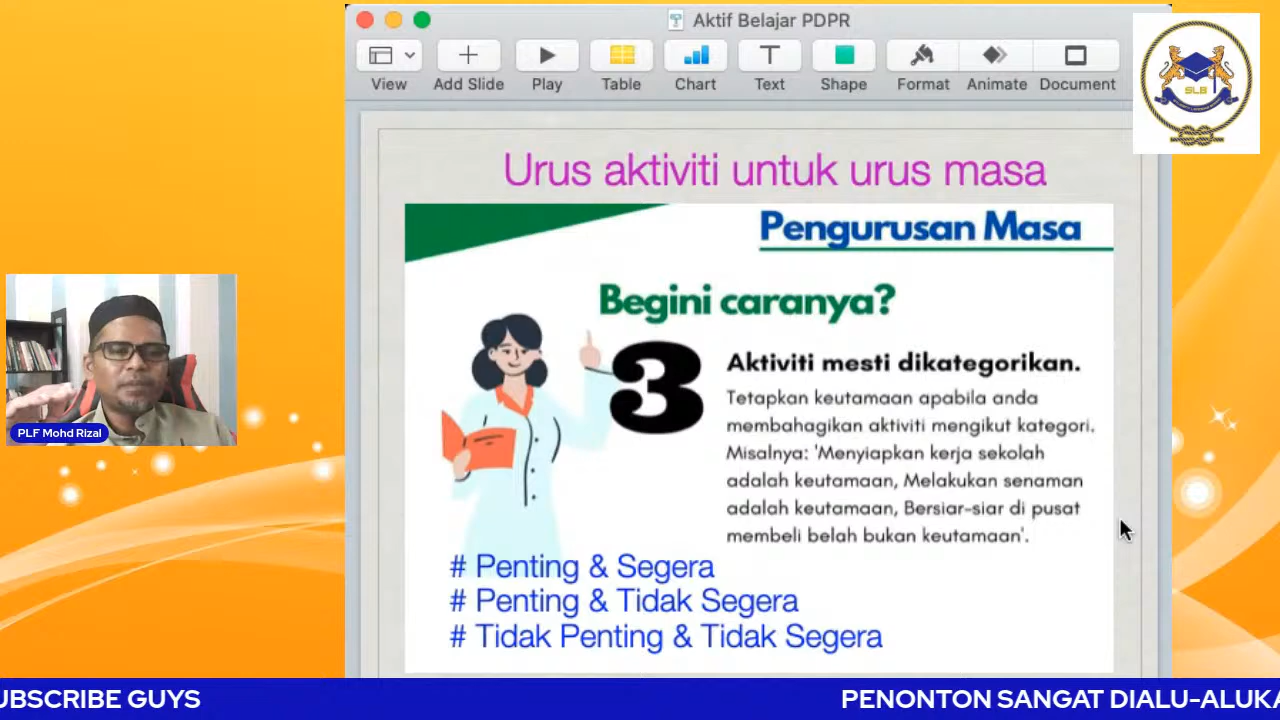 Aktif Belajar PDPR
View
Add Slide
Play
Table
Chart
Text
Shape
Format
Animate
Document
SLB
Urus aktiviti untuk urus masa
Pengurusan Masa
Begini caranya?
3
Aktiviti mesti dikategorikan.
Tetapkan keutamaan apabila anda
membahagikan aktiviti mengikut kategori.
Misalnya: 'Menyiapkan kerja sekolah
adalah keutamaan, Melakukan senaman
adalah keutamaan, Bersiar-siar di pusat
membeli belah bukan keutamaan'.
# Penting & Segera
# Penting & Tidak Segera
# Tidak Penting & Tidak Segera
PLF Mohd Rizal
UBSCRIBE GUYS
PENONTON SANGAT DIALU-ALUKA